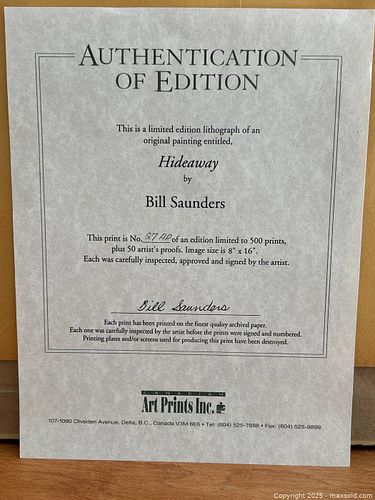 AUTHENTICATION
OF EDITION
This is a limited edition lithograph of an
original painting entitled,
Hideaway
by
Bill Saunders
This print is No. 27 AP of an edition limited to 500 prints,
plus 50 artist's proofs. Image size is 8" x 16".
Each was carefully inspected, approved and signed by the artist.
Bill Saunders
Each print has been printed on the finest quality archival paper.
Each one was carefully inspected by the artist before the prints were signed and numbered.
Printing plates and/or screens used for producing this print have been destroyed.
CANADIAN
Art Prints Inc.
107-1090 Cliveden Avenue, Delta, B.C., Canada V3M 6E6 • Tel: (604) 525-7888 • Fax: (604) 525-9899
Copyright © 2025 - maxsold.com